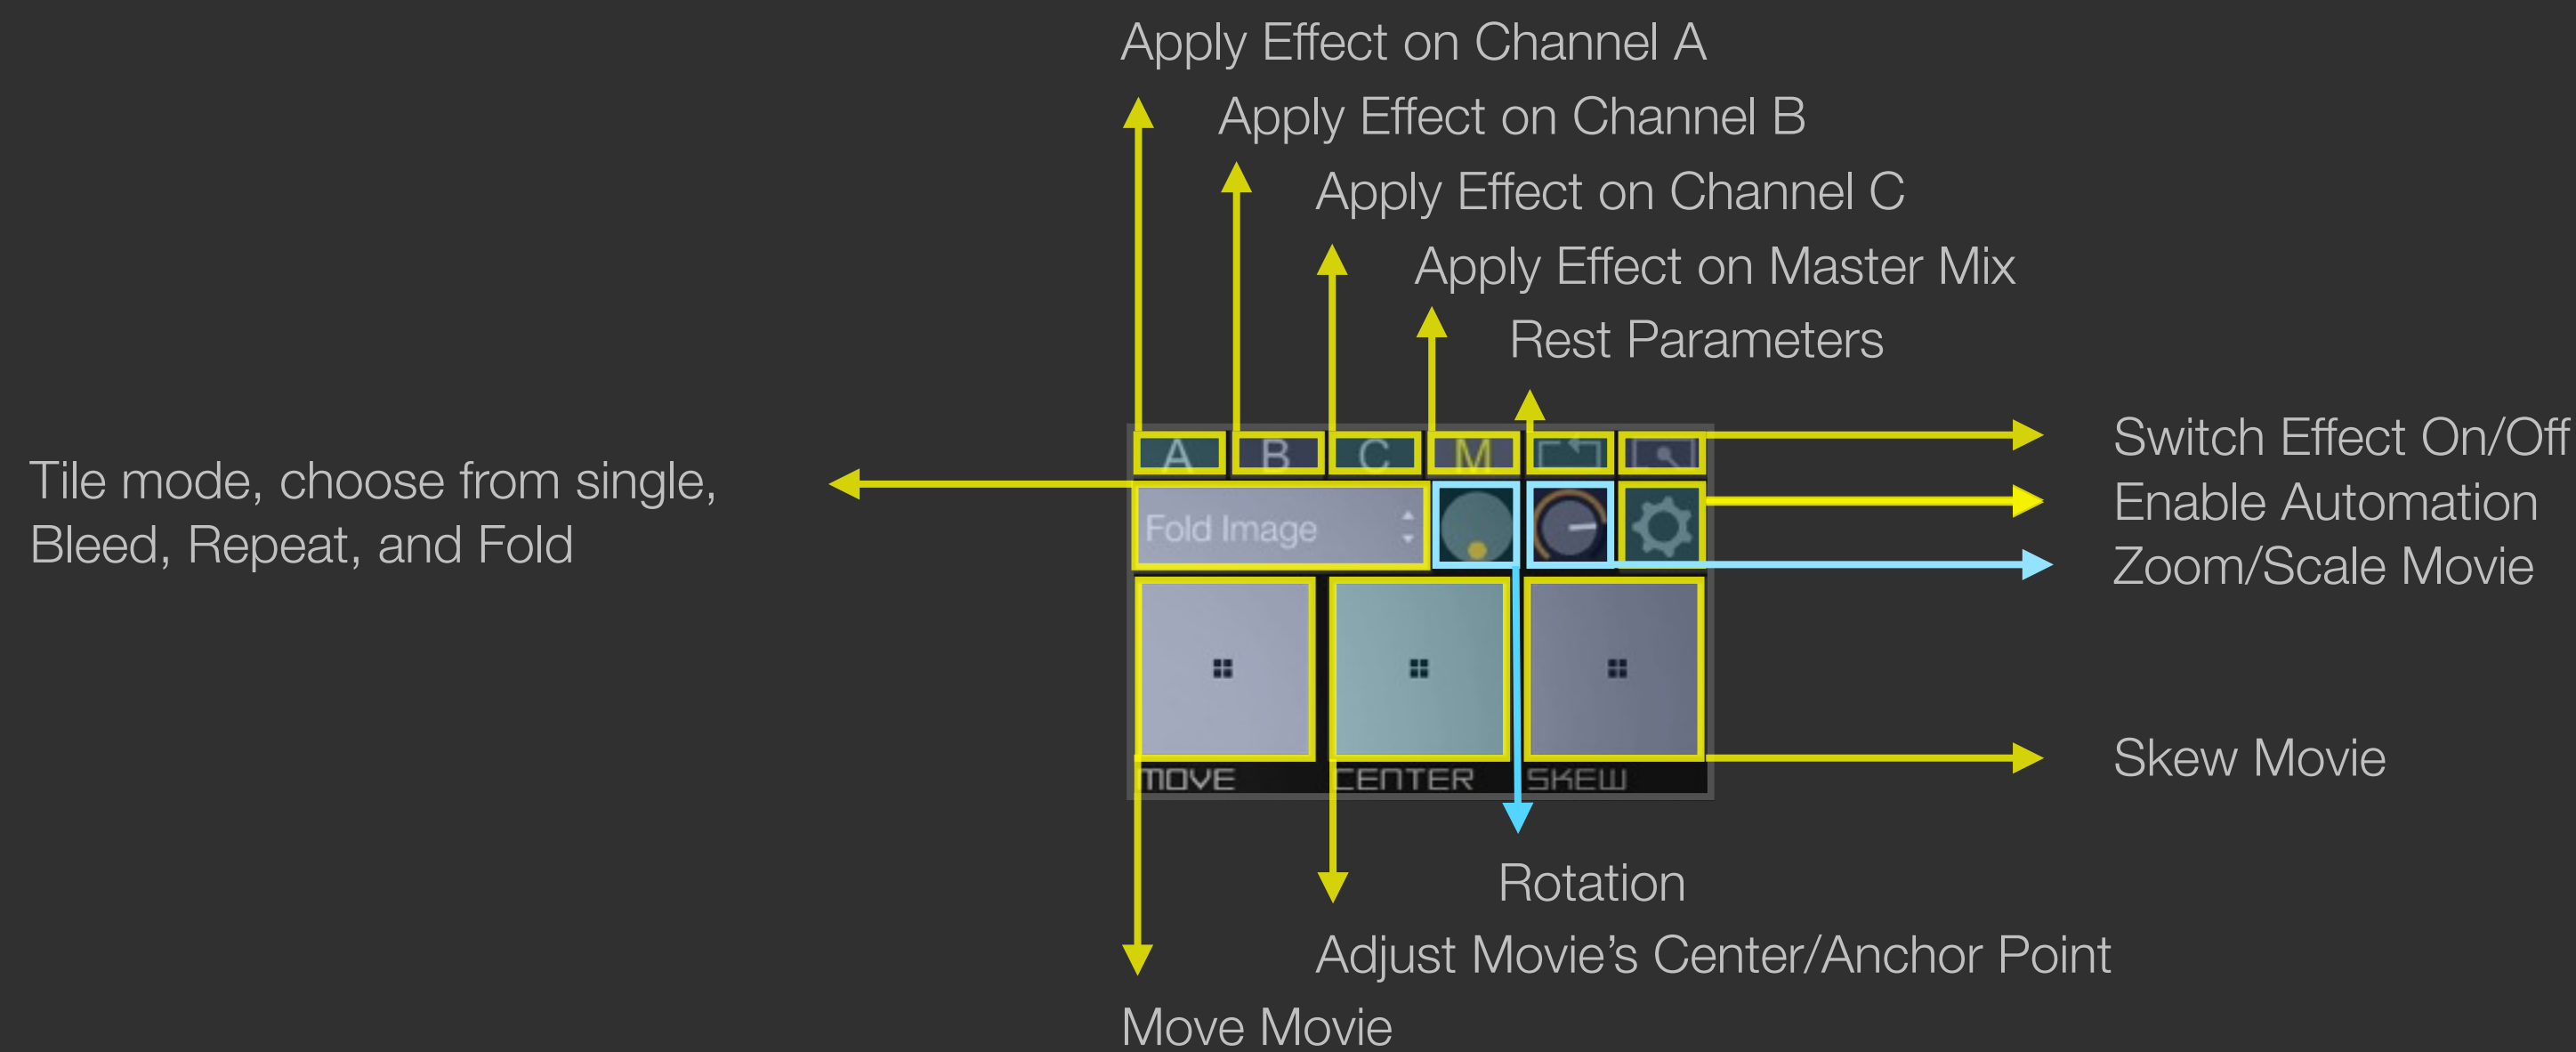 Apply Effect on Channel A
Apply Effect on Channel B
Apply Effect on Channel C
Apply Effect on Master Mix
Rest Parameters
Switch Effect On/Off
A B C M
Tile mode, choose from single,
Bleed, Repeat, and Fold
Enable Automation
Fold Image
Zoom/Scale Movie
Skew Movie
MOVE CENTER SKEW
Rotation
Adjust Movie’s Center/Anchor Point
Move Movie